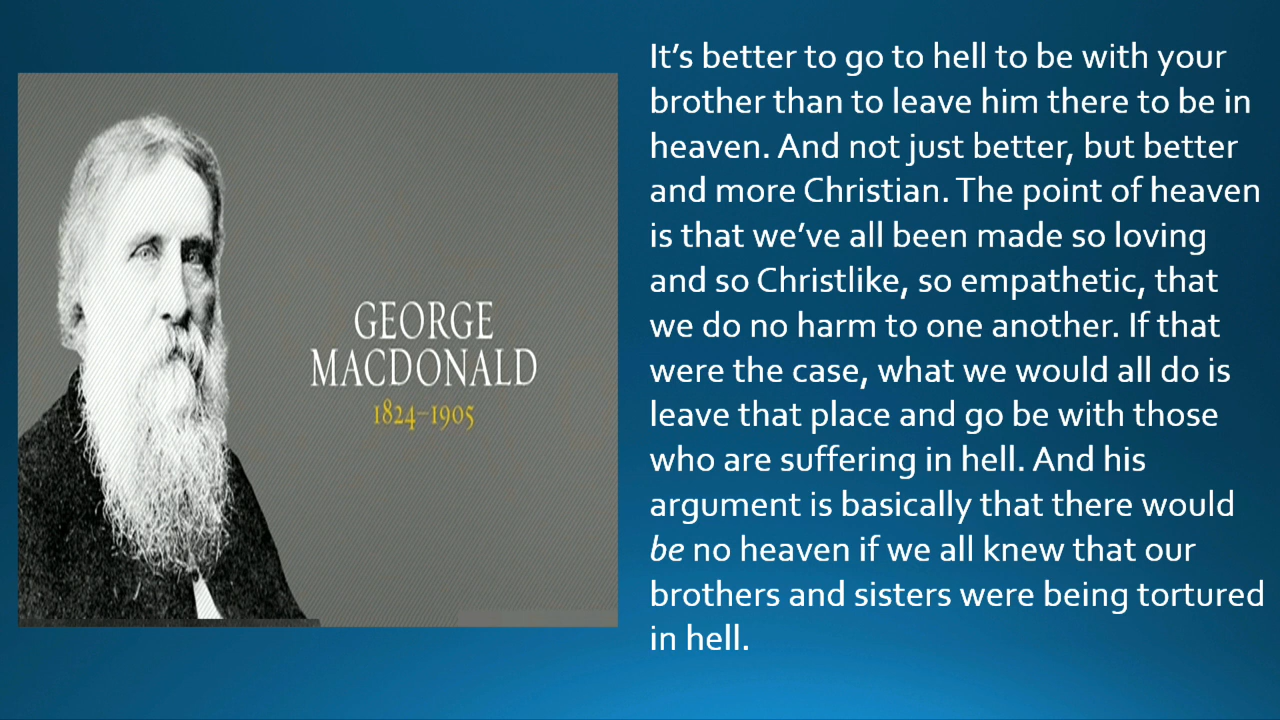 GEORGE
MACDONALD
1824–1905
It’s better to go to hell to be with your
brother than to leave him there to be in
heaven. And not just better, but better
and more Christian. The point of heaven
is that we’ve all been made so loving
and so Christlike, so empathetic, that
we do no harm to one another. If that
were the case, what we would all do is
leave that place and go be with those
who are suffering in hell. And his
argument is basically that there would
be no heaven if we all knew that our
brothers and sisters were being tortured
in hell.